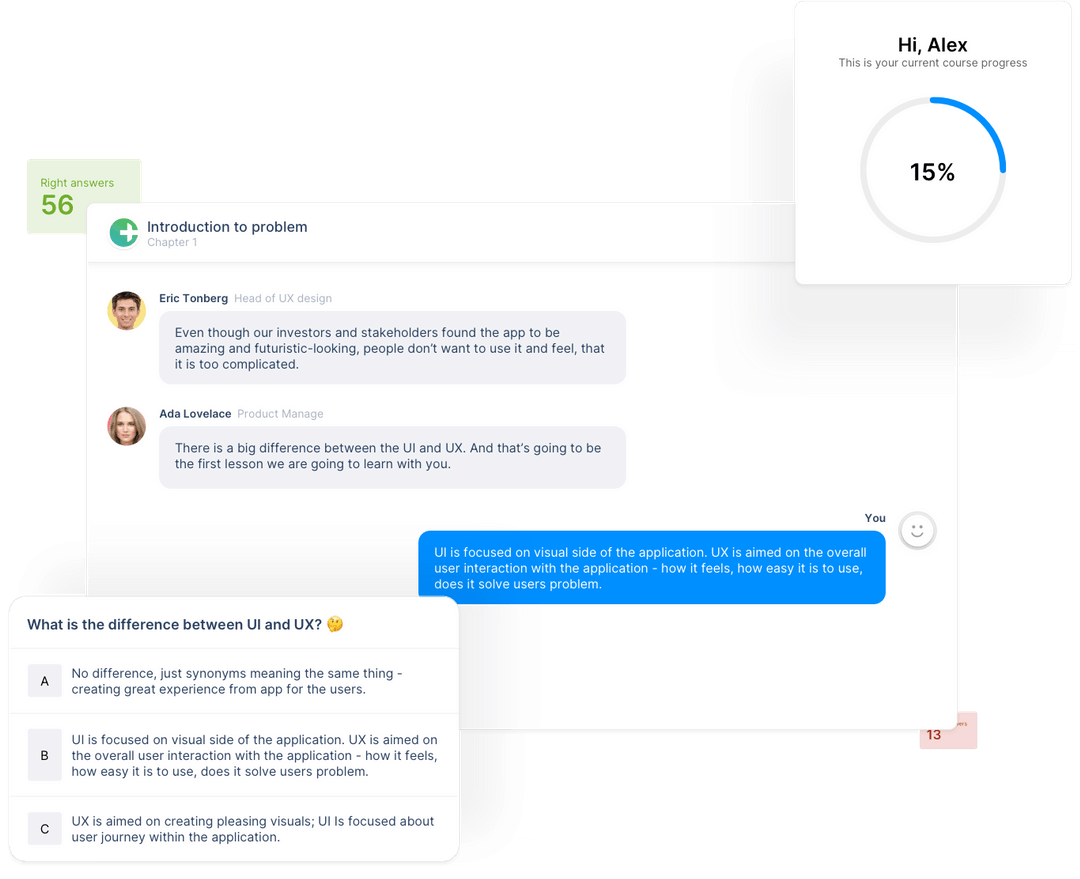 Hi, Alex
This is your current course progress
15%
Right answers
56
Introduction to problem
Chapter 1
Eric Tonberg Head of UX design
Even though our investors and stakeholders found the app to be
amazing and futuristic-looking, people don't want to use it and feel, that
it is too complicated.
Ada Lovelace Product Manage
There is a big difference between the UI and UX. And that's going to be
the first lesson we are going to learn with you.
You
UI is focused on visual side of the application. UX is aimed on the overall
user interaction with the application - how it feels, how easy it is to use,
does it solve users problem.
What is the difference between UI and UX? 🤔
A
No difference, just synonyms meaning the same thing -
creating great experience from app for the users.
B
UI is focused on visual side of the application. UX is aimed on
the overall user interaction with the application - how it feels,
how easy it is to use, does it solve users problem.
C
UX is aimed on creating pleasing visuals; UI Is focused about
user journey within the application.
13